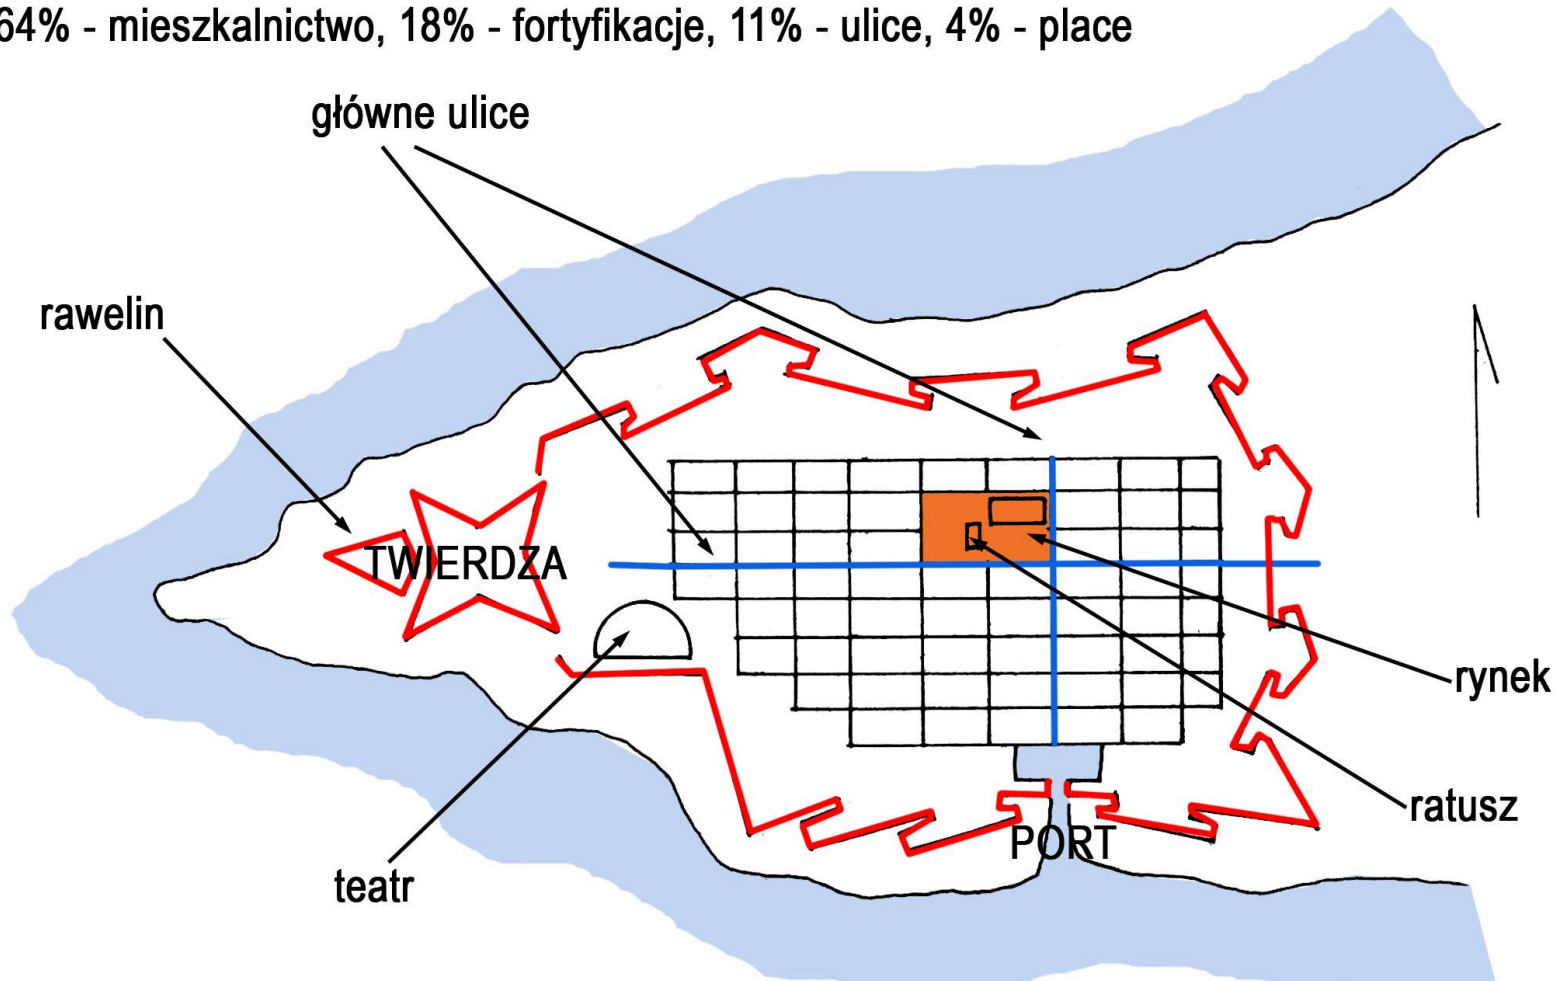 64% - mieszkalnictwo, 18% - fortyfikacje, 11% - ulice, 4% - place
główne ulice
rawelin
TWIERDZA
rynek
ratusz
PORT
teatr